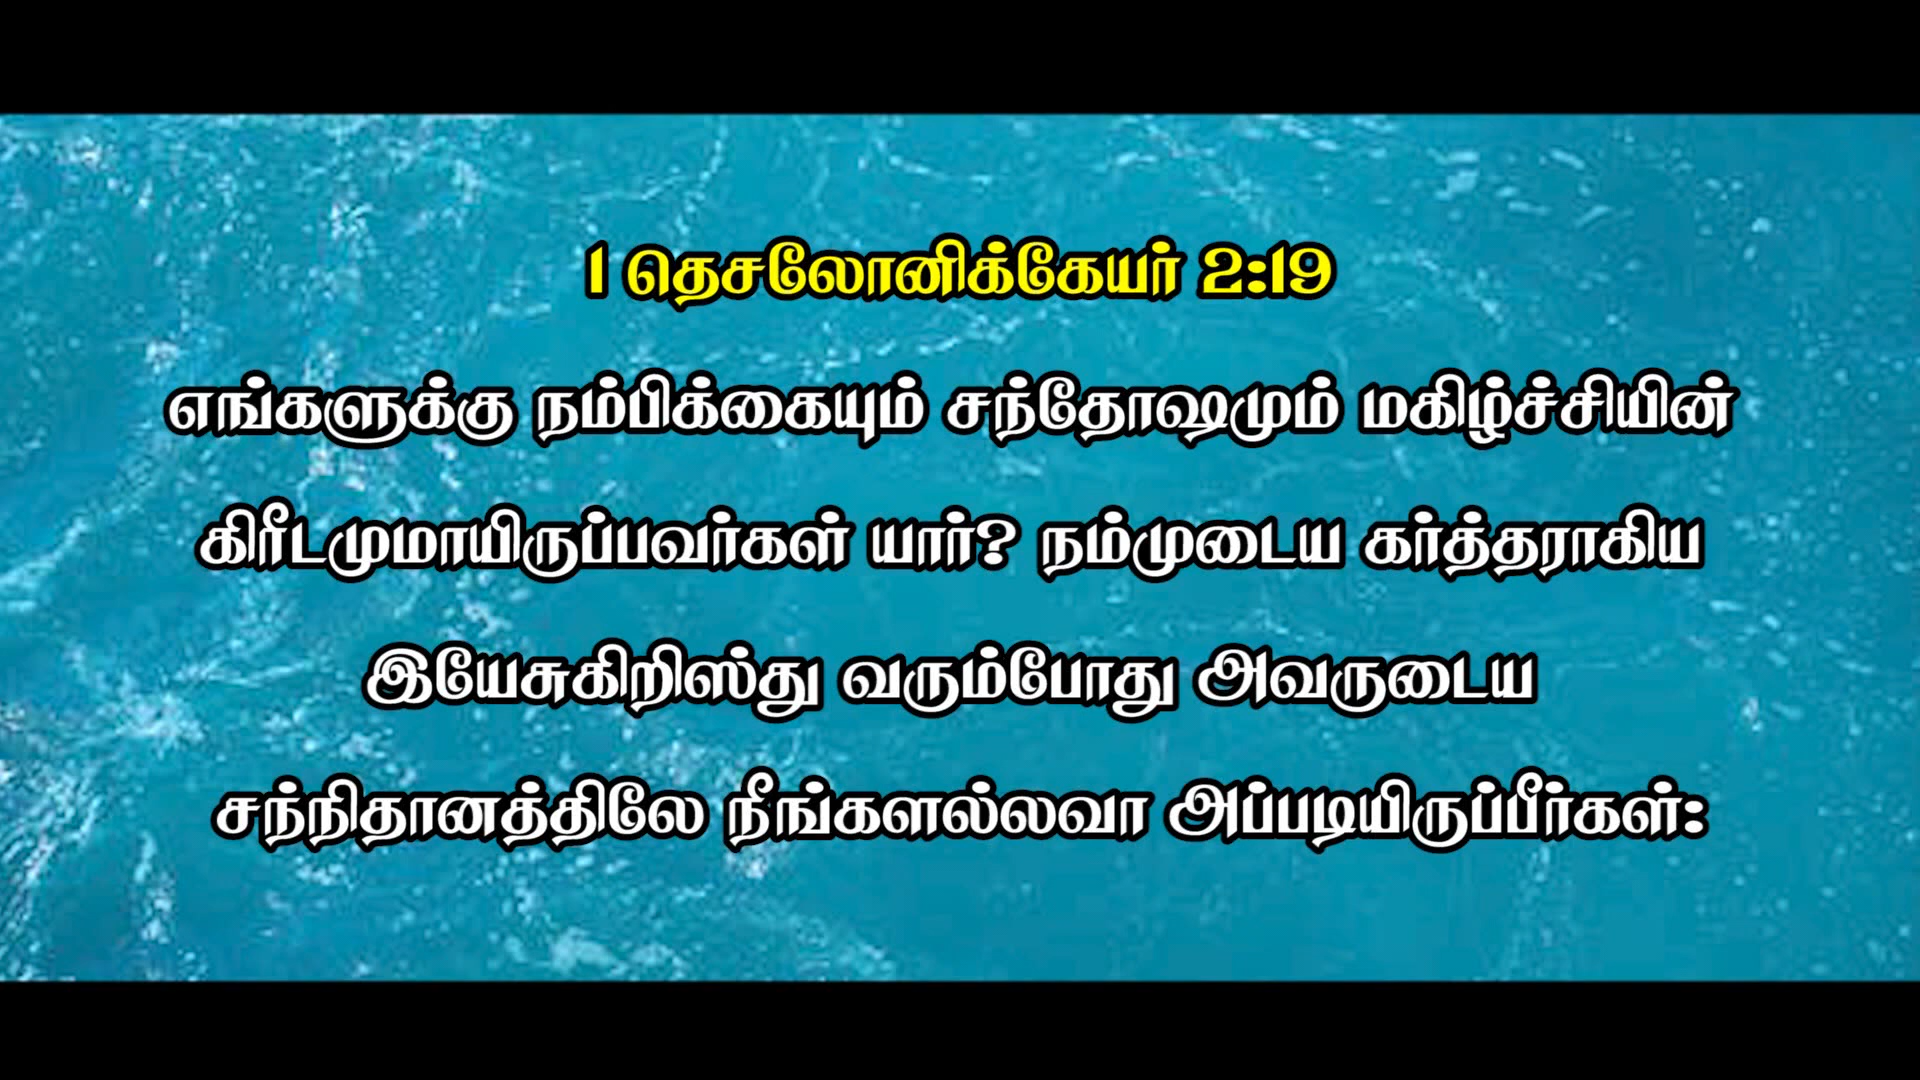 1 தெசலோனிக்கேயர் 2:19
எங்களுக்கு நம்பிக்கையும் சந்தோஷமும் மகிழ்ச்சியின்
கிரீடமுமாயிருப்பவர்கள் யார்? நம்முடைய கர்த்தராகிய
இயேசுகிறிஸ்து வரும்போது அவருடைய
சந்நிதானத்திலே நீங்களல்லவா அப்படியிருப்பீர்கள்: